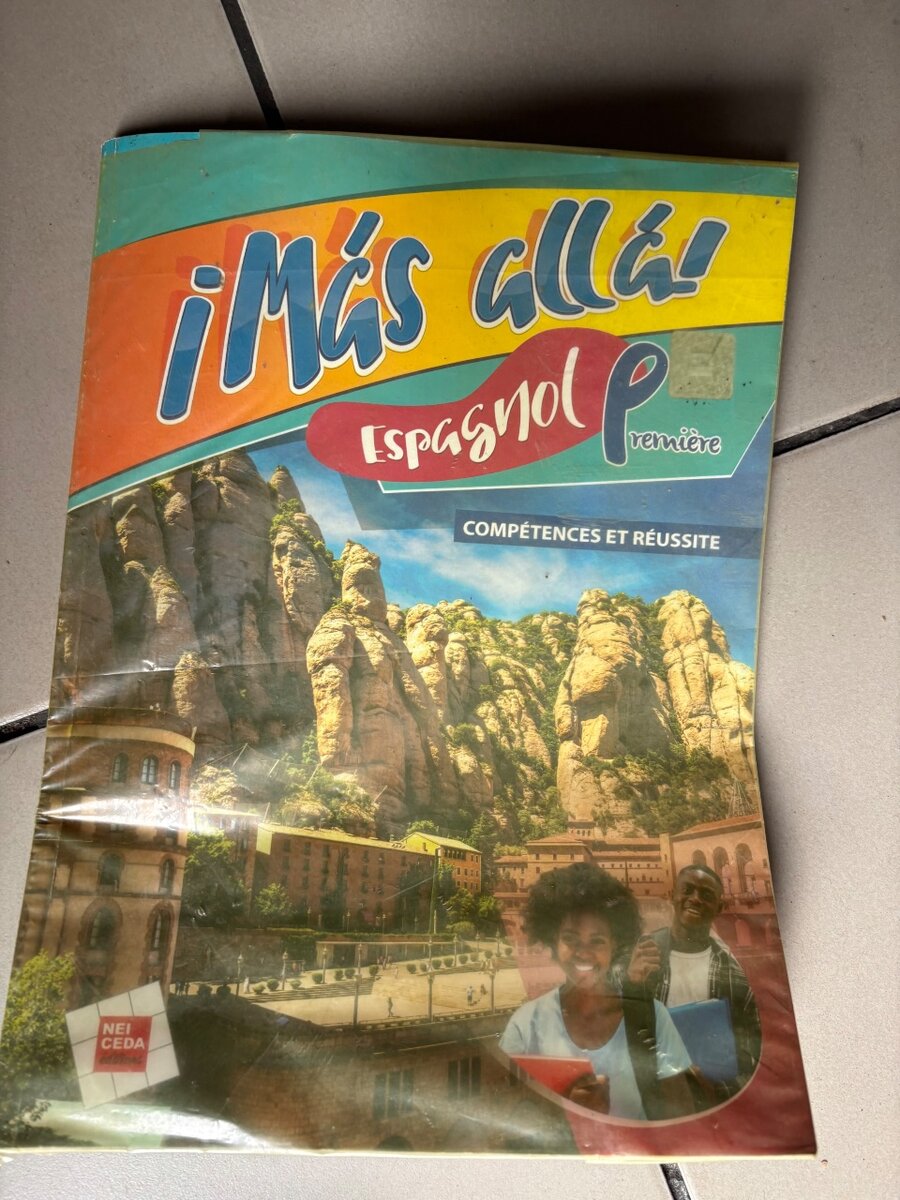 ¡Más allá!
Espagnol Première
COMPÉTENCES ET RÉUSSITE
NEI
CEDA